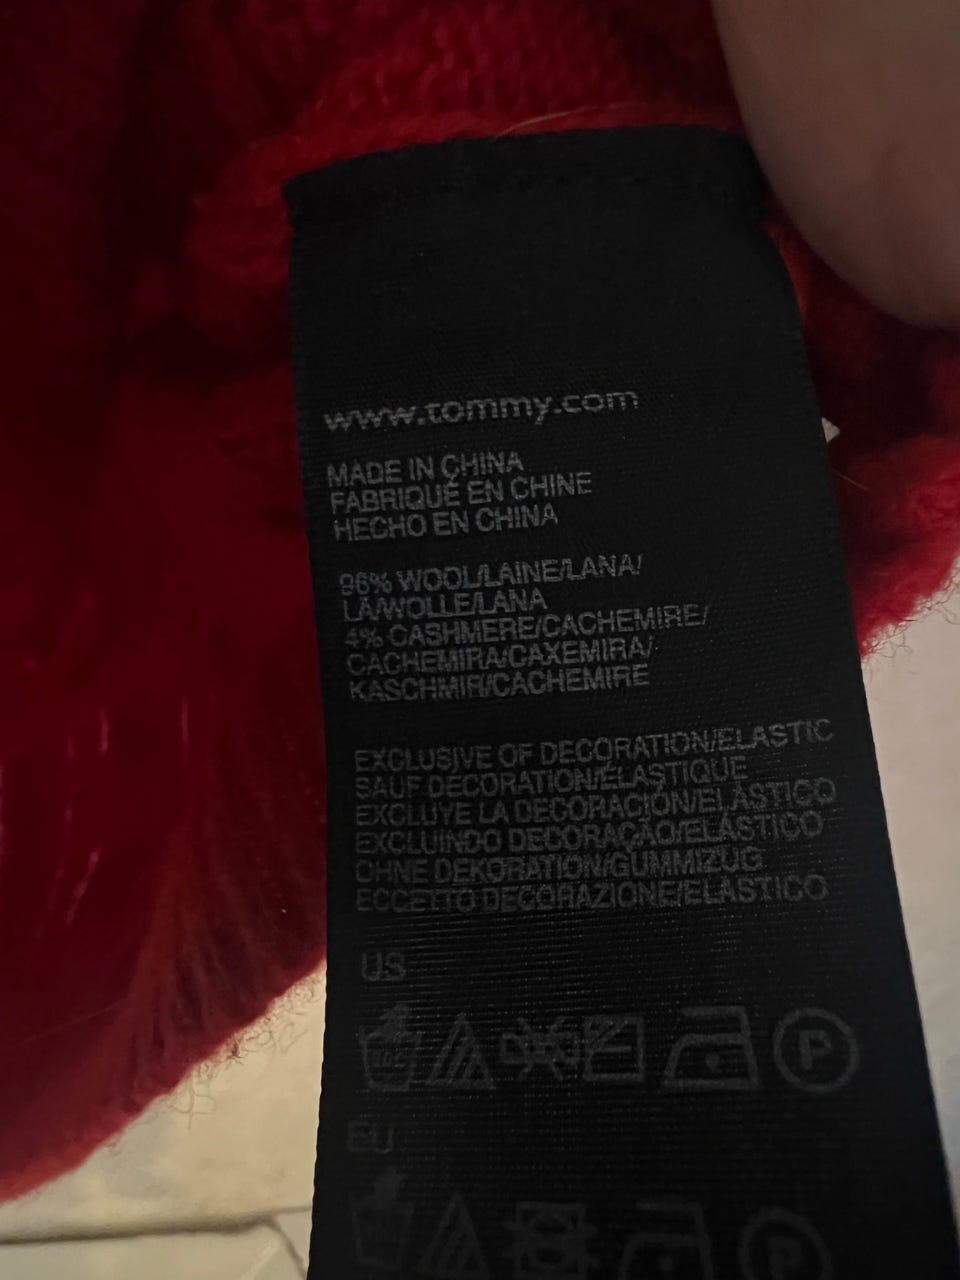 www.tommy.com
MADE IN CHINA
FABRIQUÉ EN CHINE
HECHO EN CHINA
96% WOOL/LAINE/LANA/
LÃ/WOLLE/LANA
4% CASHMERE/CACHEMIRE/
CACHEMIRA/CAXEMIRA/
KASCHMIR/CACHEMIRE
EXCLUSIVE OF DECORATION/ELASTIC
SAUF DÉCORATION/ÉLASTIQUE
EXCLUYE LA DECORACIÓN/ELÁSTICO
EXCLUINDO DECORAÇÃO/ELÁSTICO
OHNE DEKORATION/GUMMIZUG
ECCETTO DECORAZIONE/ELASTICO
US
P
EU
P